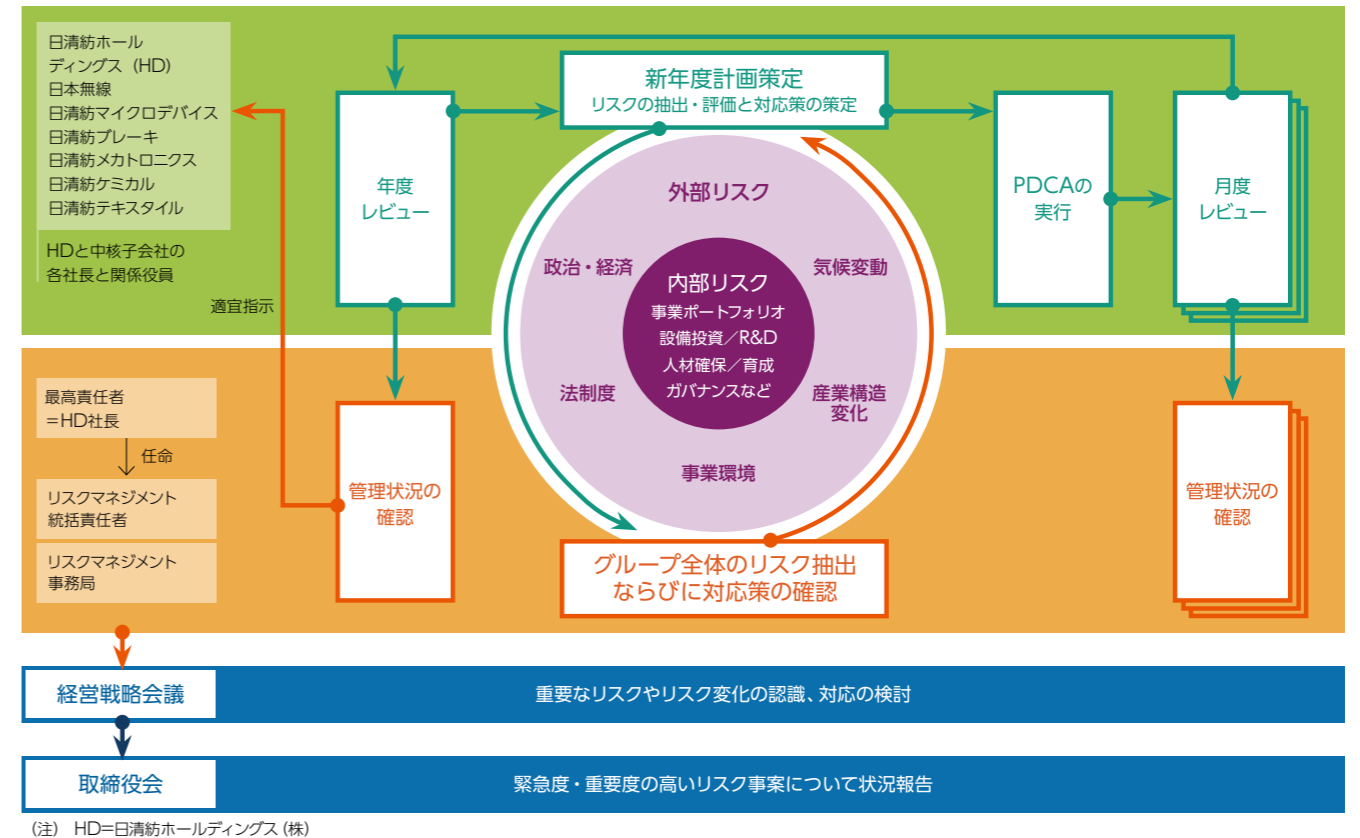 日清紡ホール
ディングス（HD）
日本無線
日清紡マイクロデバイス
日清紡ブレーキ
日清紡メカトロニクス
日清紡ケミカル
日清紡テキスタイル
HDと中核子会社の
各社長と関係役員
適宜指示
年度
レビュー
新年度計画策定
リスクの抽出・評価と対応策の策定
PDCAの
実行
月度
レビュー
外部リスク
政治・経済
気候変動
法制度
産業構造
変化
事業環境
内部リスク
事業ポートフォリオ
設備投資／R&D
人材確保／育成
ガバナンスなど
最高責任者
＝HD社長
任命
リスクマネジメント
統括責任者
リスクマネジメント
事務局
管理状況の
確認
グループ全体のリスク抽出
ならびに対応策の確認
管理状況の
確認
経営戦略会議
重要なリスクやリスク変化の認識、対応の検討
取締役会
緊急度・重要度の高いリスク事案について状況報告
（注） HD=日清紡ホールディングス（株）